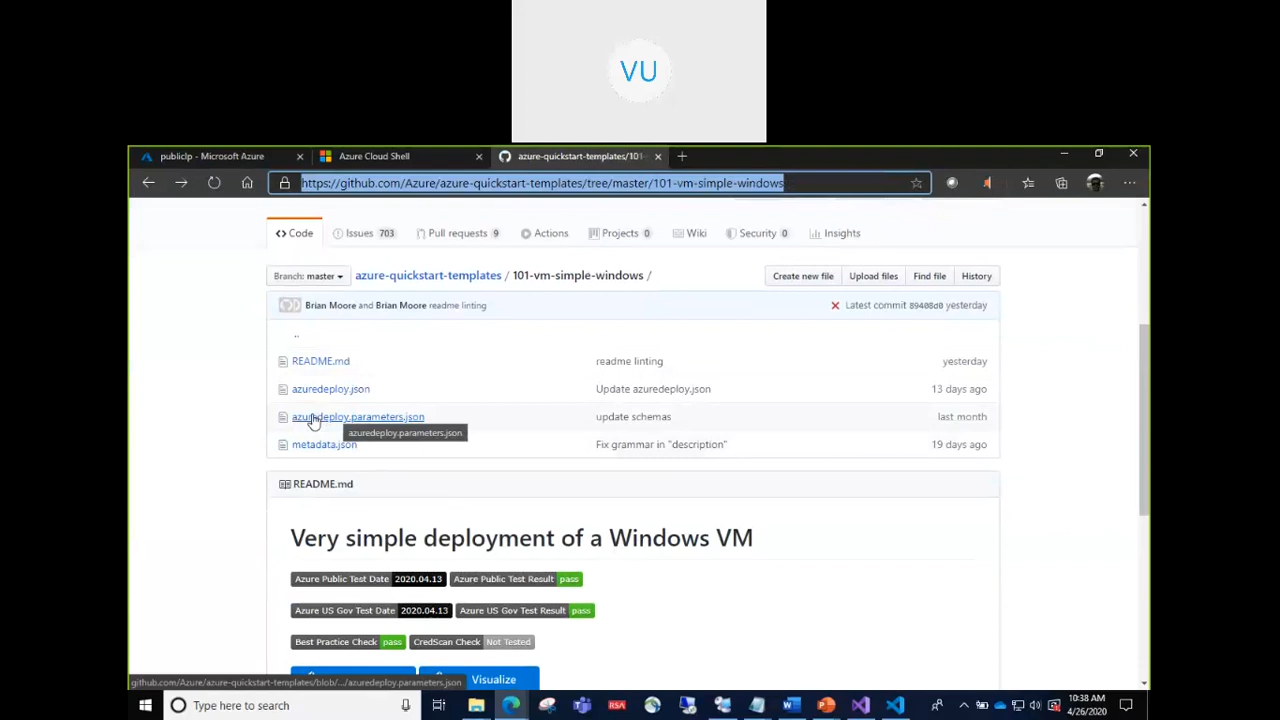 VU
publicIp - Microsoft Azure
Azure Cloud Shell
azure-quickstart-templates/101-
https://github.com/Azure/azure-quickstart-templates/tree/master/101-vm-simple-windows
Code Issues 703 Pull requests 9 Actions Projects 0 Wiki Security 0 Insights
Branch: master azure-quickstart-templates / 101-vm-simple-windows / Create new file Upload files Find file History
Brian Moore and Brian Moore readme linting Latest commit 89408d0 yesterday
..
README.md readme linting yesterday
azuredeploy.json Update azuredeploy.json 13 days ago
azuredeploy.parameters.json update schemas last month
azuredeploy.parameters.json
metadata.json Fix grammar in "description" 19 days ago
README.md
Very simple deployment of a Windows VM
Azure Public Test Date 2020.04.13 Azure Public Test Result pass
Azure US Gov Test Date 2020.04.13 Azure US Gov Test Result pass
Best Practice Check pass CredScan Check Not Tested
Visualize
github.com/Azure/azure-quickstart-templates/blob/.../azuredeploy.parameters.json
Type here to search
RSA
10:38 AM
4/26/2020